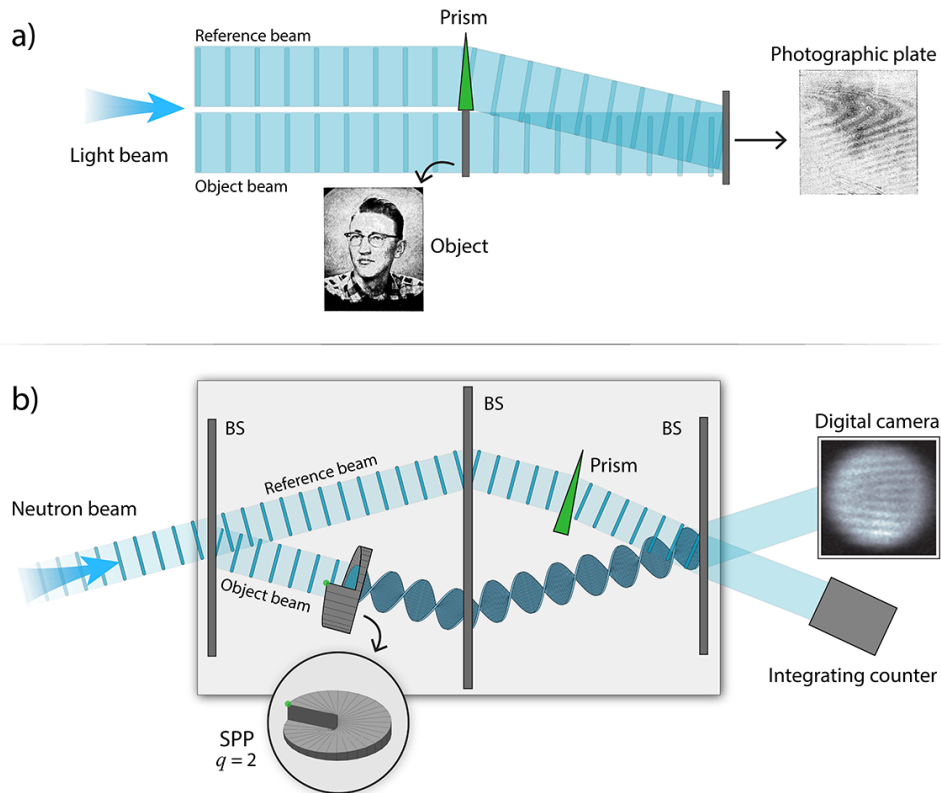 a)
Prism
Reference beam
Photographic plate
Light beam
Object beam
Object
b)
BS
BS
BS
Digital camera
Reference beam
Prism
Neutron beam
Object beam
Integrating counter
SPP
q = 2